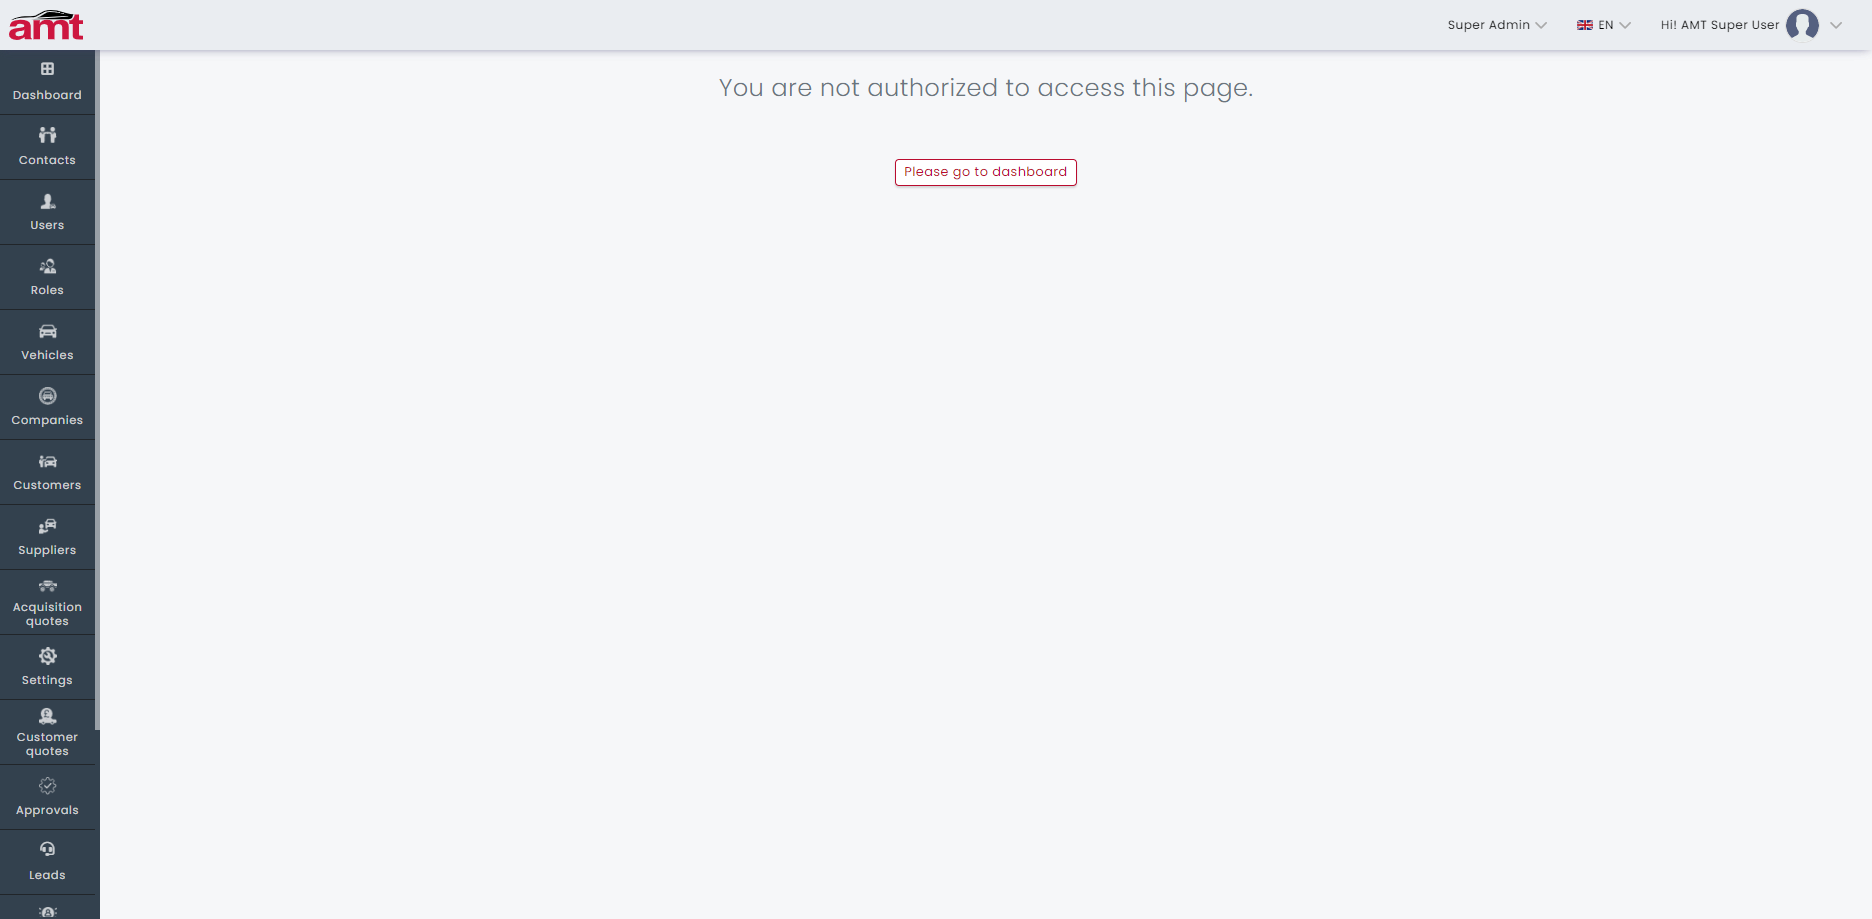 amt
Super Admin
EN
Hi! AMT Super User
Dashboard
Contacts
Users
Roles
Vehicles
Companies
Customers
Suppliers
Acquisition
quotes
Settings
Customer
quotes
Approvals
Leads
You are not authorized to access this page.
Please go to dashboard